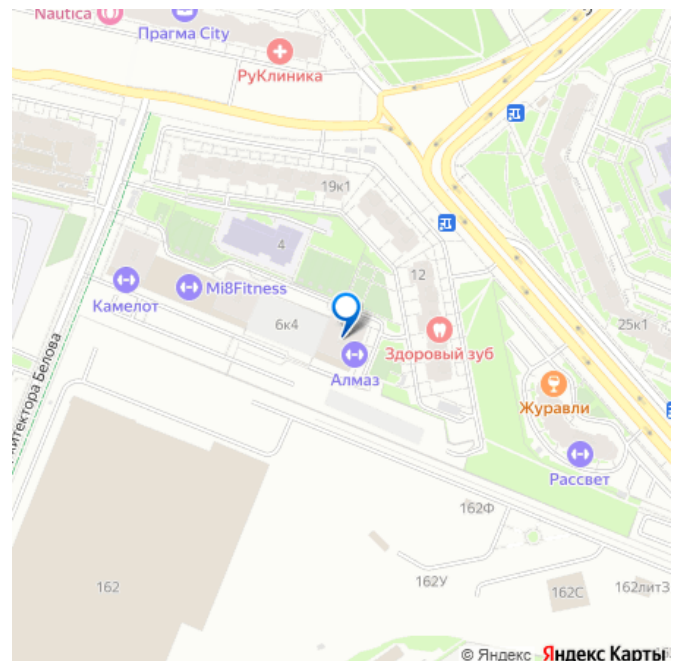 Nautica
Прагма City
РуКлиника
19к1
4
12
Mi8Fitness
Камелот
6к4
25к1
Здоровый зуб
Алмаз
Журавли
Рассвет
162Ф
162
162У
162С
162литЗ
© Яндекс Яндекс Карты